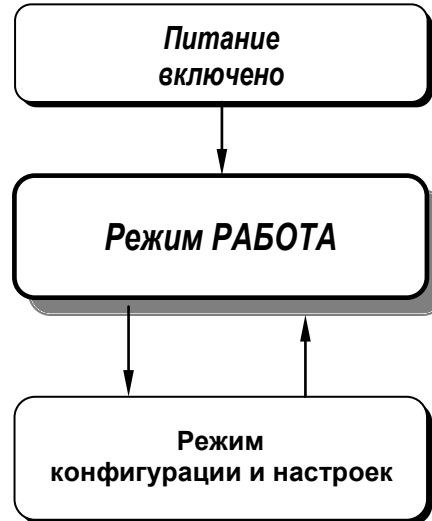 Питание
включено
Режим РАБОТА
Режим
конфигурации и настроек